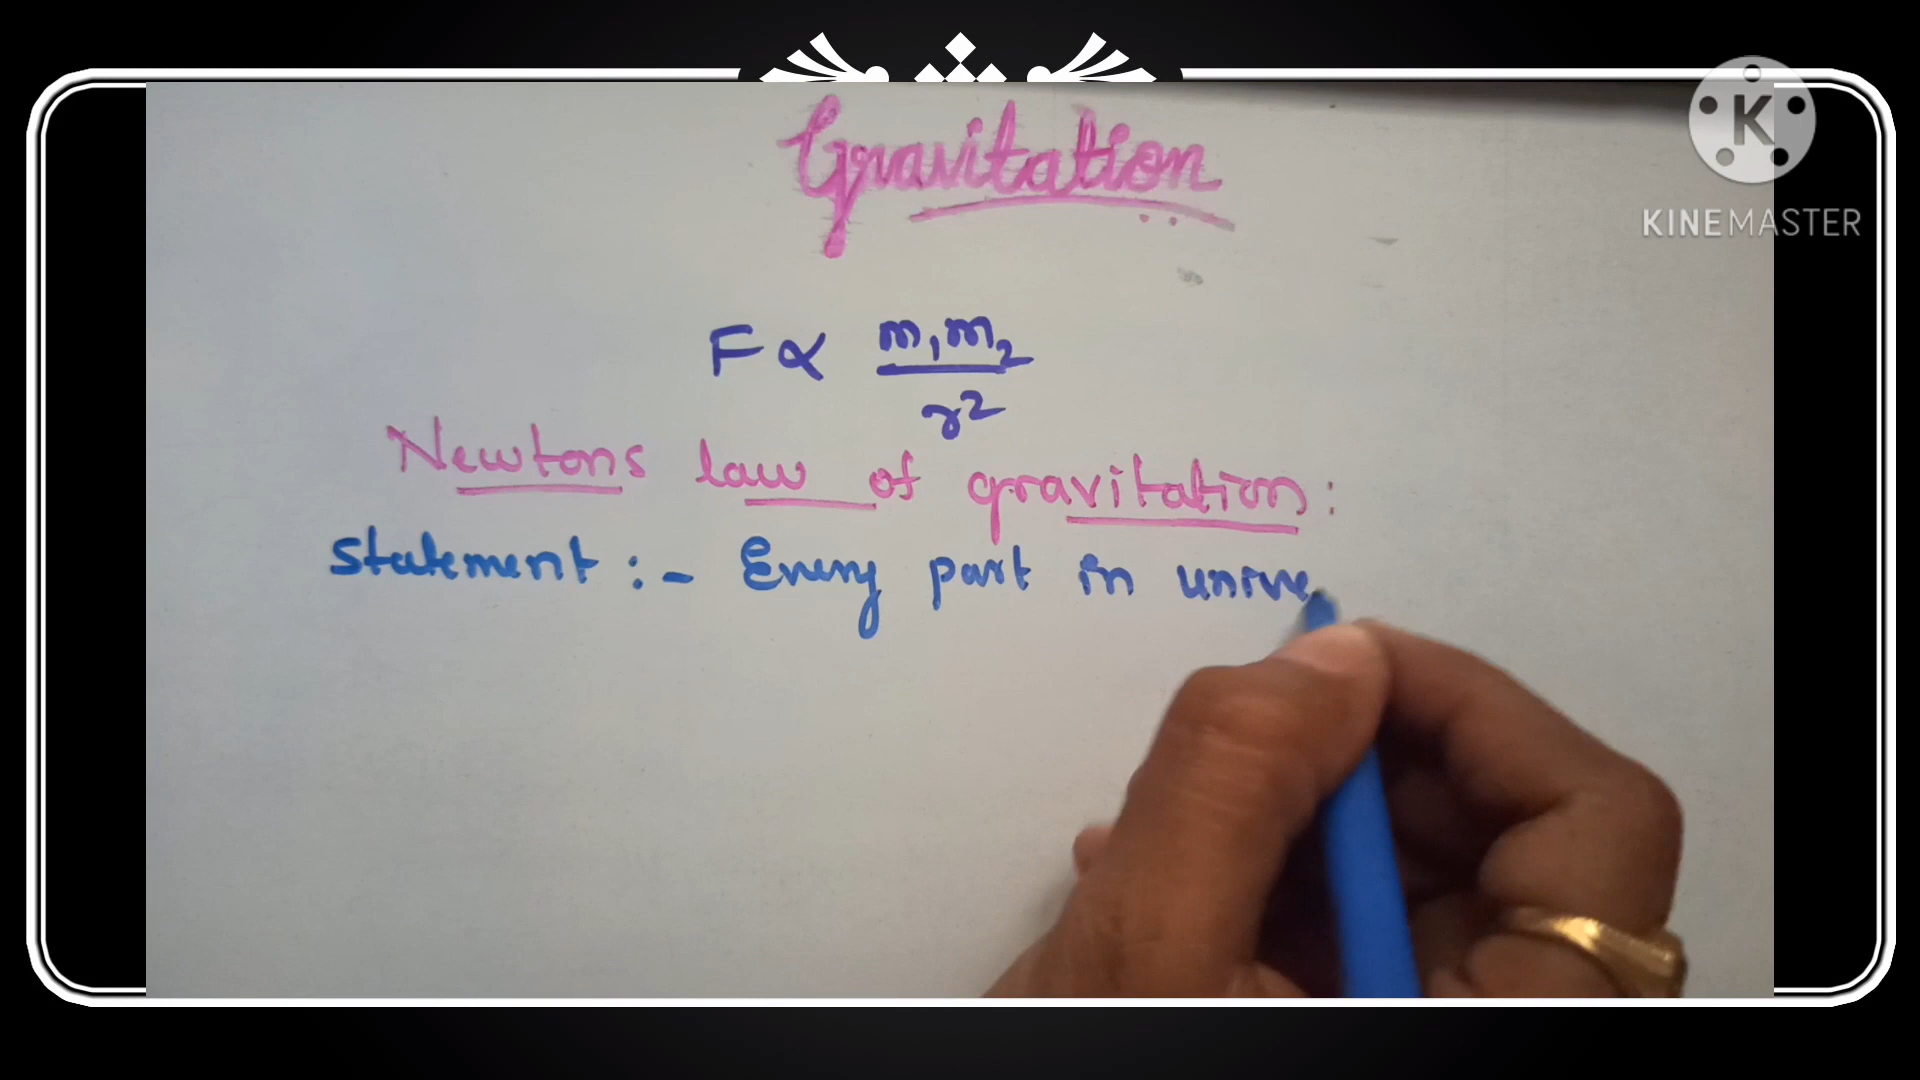 Gravitation
F ∝ m₁m₂ / r²
Newtons law of gravitation:
Statement :- Every part in unive
K
KINEMASTER